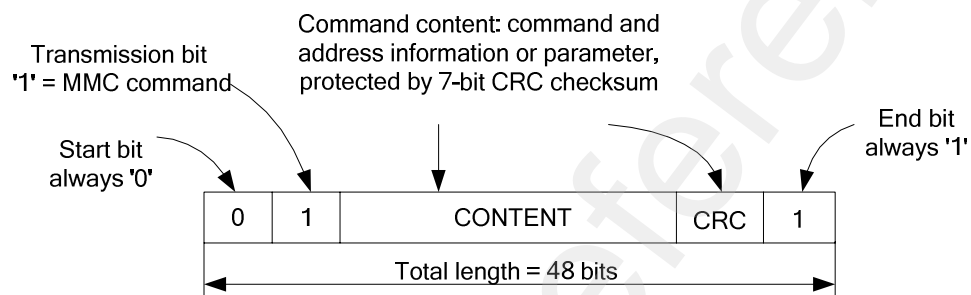 Command content: command and
address information or parameter,
protected by 7-bit CRC checksum
Transmission bit
'1' = MMC command
Start bit
always '0'
End bit
always '1'
0 1 CONTENT CRC 1
Total length = 48 bits